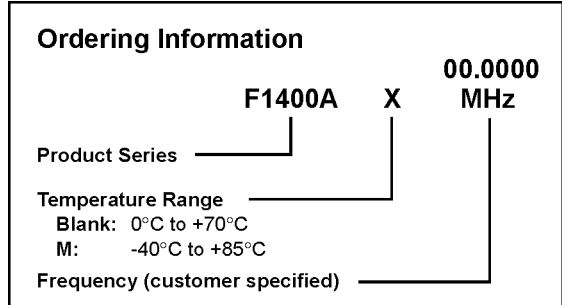 Ordering Information
00.0000
F1400A X MHz
Product Series
Temperature Range
Blank: 0°C to +70°C
M: -40°C to +85°C
Frequency (customer specified)